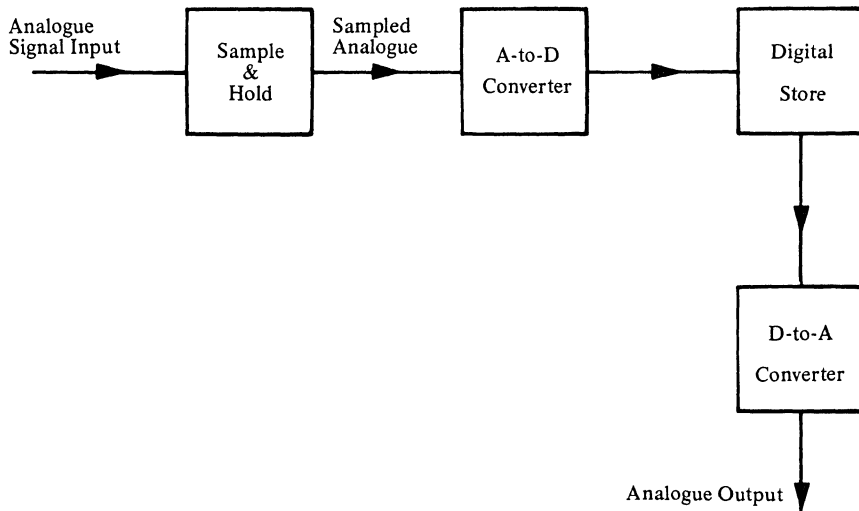 Analogue
Signal Input
Sample
&
Hold
Sampled
Analogue
A-to-D
Converter
Digital
Store
D-to-A
Converter
Analogue Output